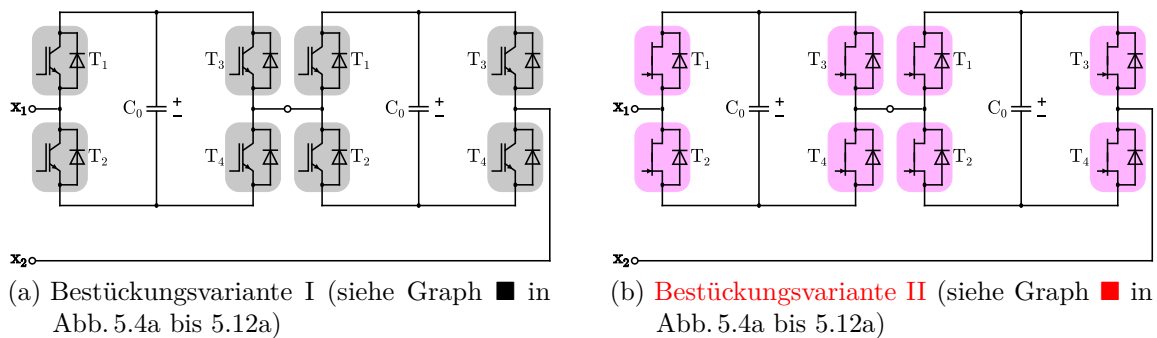 T₁ T₃ T₁ T₃
x₁ C₀ + − C₀ + −
T₂ T₄ T₂ T₄
x₂
(a) Bestückungsvariante I (siehe Graph ■ in
Abb. 5.4a bis 5.12a)
T₁ T₃ T₁ T₃
x₁ C₀ + − C₀ + −
T₂ T₄ T₂ T₄
x₂
(b) Bestückungsvariante II (siehe Graph ■ in
Abb. 5.4a bis 5.12a)